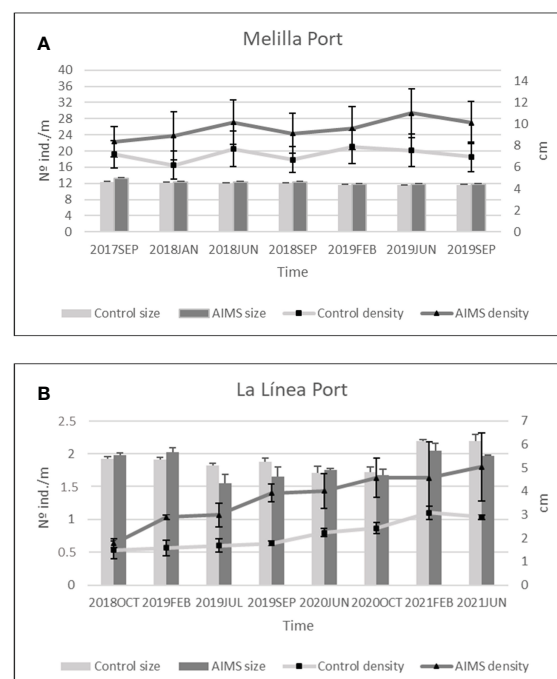 A
Melilla Port
40
36
32
28
24
20
16
12
8
4
0
Nº ind./m
14
12
10
8
6
4
2
0
cm
2017SEP 2018JAN 2018JUN 2018SEP 2019FEB 2019JUN 2019SEP
Time
Control size AIMS size Control density AIMS density
B
La Línea Port
2.5
2
1.5
1
0.5
0
Nº ind./m
7
6
5
4
3
2
1
0
cm
2018OCT 2019FEB 2019JUL 2019SEP 2020JUN 2020OCT 2021FEB 2021JUN
Time
Control size AIMS size Control density AIMS density